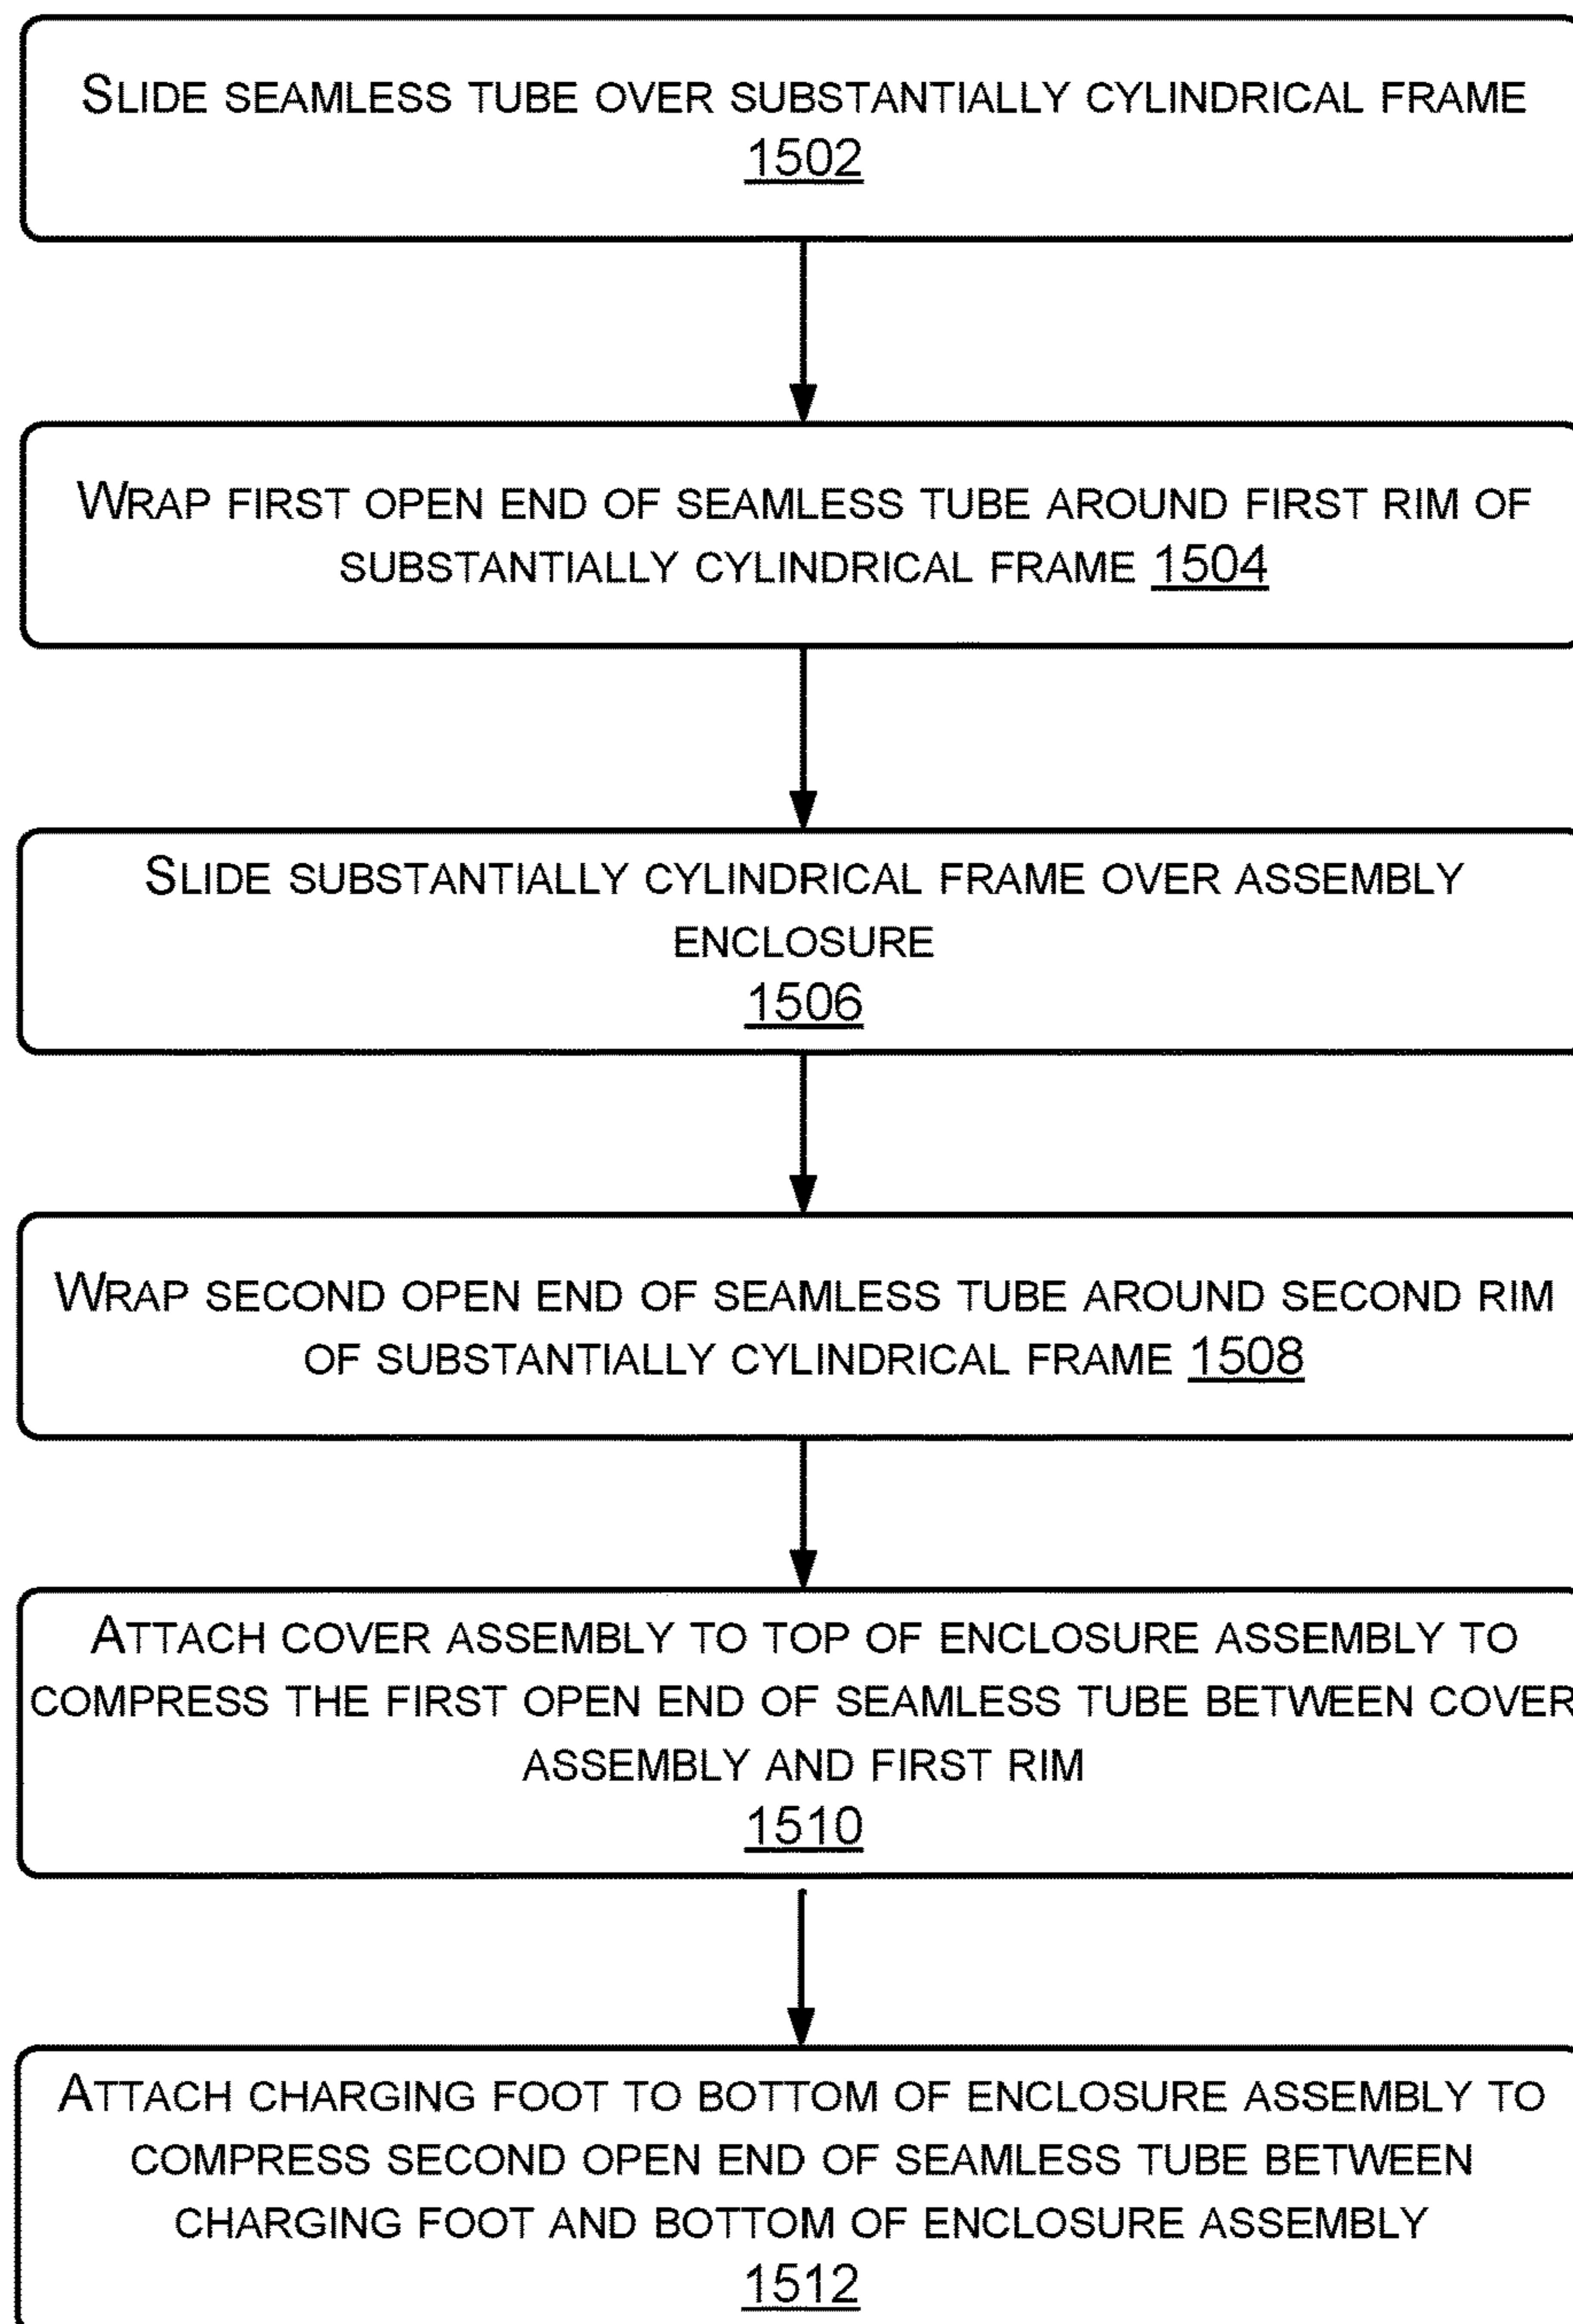 SLIDE SEAMLESS TUBE OVER SUBSTANTIALLY CYLINDRICAL FRAME
1502
WRAP FIRST OPEN END OF SEAMLESS TUBE AROUND FIRST RIM OF
SUBSTANTIALLY CYLINDRICAL FRAME 1504
SLIDE SUBSTANTIALLY CYLINDRICAL FRAME OVER ASSEMBLY
ENCLOSURE
1506
WRAP SECOND OPEN END OF SEAMLESS TUBE AROUND SECOND RIM
OF SUBSTANTIALLY CYLINDRICAL FRAME 1508
ATTACH COVER ASSEMBLY TO TOP OF ENCLOSURE ASSEMBLY TO
COMPRESS THE FIRST OPEN END OF SEAMLESS TUBE BETWEEN COVER
ASSEMBLY AND FIRST RIM
1510
ATTACH CHARGING FOOT TO BOTTOM OF ENCLOSURE ASSEMBLY TO
COMPRESS SECOND OPEN END OF SEAMLESS TUBE BETWEEN
CHARGING FOOT AND BOTTOM OF ENCLOSURE ASSEMBLY
1512